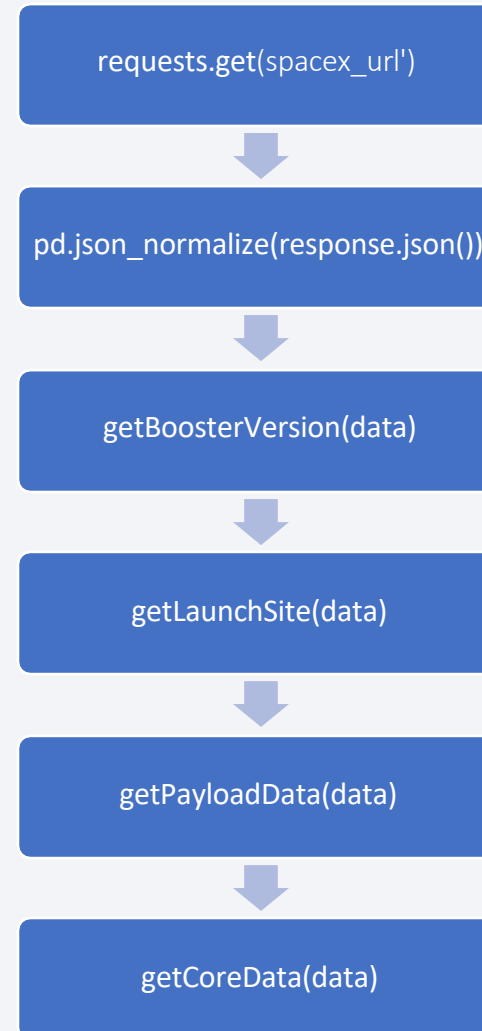 requests.get(spacex_url')
pd.json_normalize(response.json())
getBoosterVersion(data)
getLaunchSite(data)
getPayloadData(data)
getCoreData(data)